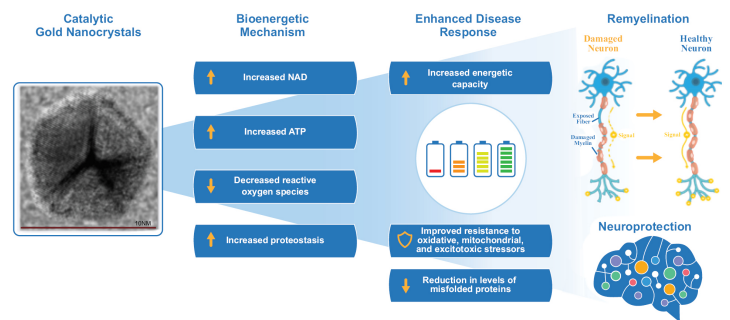 Catalytic
Gold Nanocrystals
10NM
Bioenergetic
Mechanism
Increased NAD
Increased ATP
Decreased reactive
oxygen species
Increased proteostasis
Enhanced Disease
Response
Increased energetic
capacity
Improved resistance to
oxidative, mitochondrial,
and excitotoxic stressors
Reduction in levels of
misfolded proteins
Remyelination
Damaged
Neuron
Healthy
Neuron
Exposed
Fiber
Signal
Signal
Damaged
Myelin
Neuroprotection